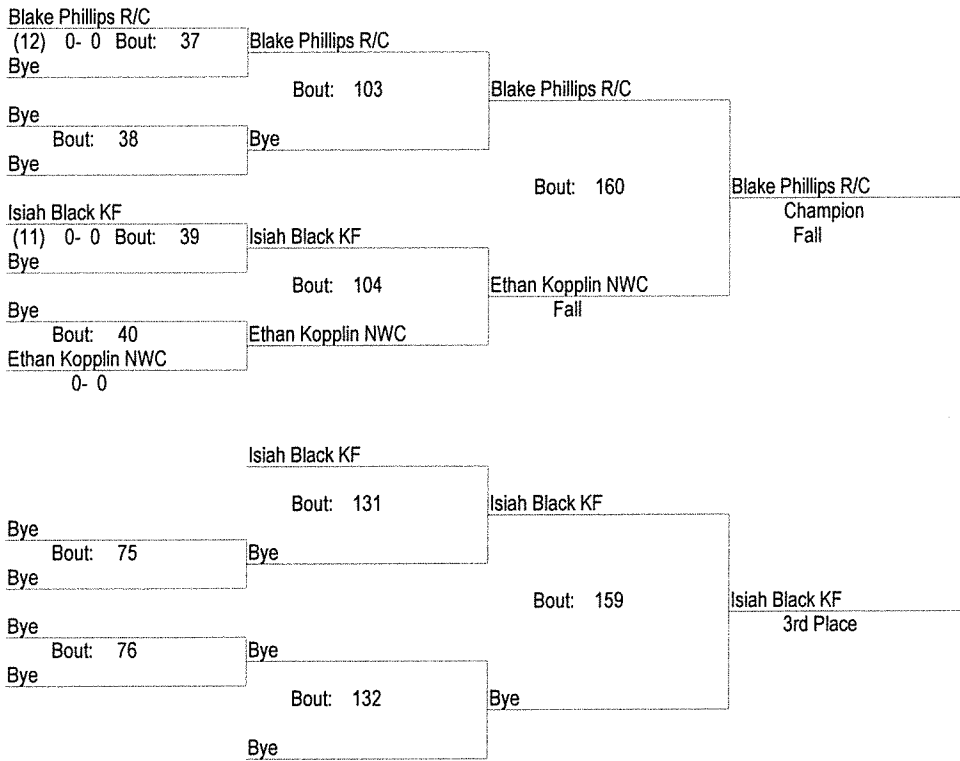 Blake Phillips R/C
(12) 0- 0 Bout: 37
Bye
Blake Phillips R/C
Bout: 103
Blake Phillips R/C
Bye
Bout: 38
Bye
Bye
Bout: 160
Blake Phillips R/C
Champion
Fall
Isiah Black KF
(11) 0- 0 Bout: 39
Bye
Isiah Black KF
Bout: 104
Ethan Kopplin NWC
Fall
Bye
Bout: 40
Ethan Kopplin NWC
0- 0
Ethan Kopplin NWC
Isiah Black KF
Bout: 131
Isiah Black KF
Bye
Bout: 75
Bye
Bye
Bout: 159
Isiah Black KF
3rd Place
Bye
Bout: 76
Bye
Bye
Bout: 132
Bye
Bye